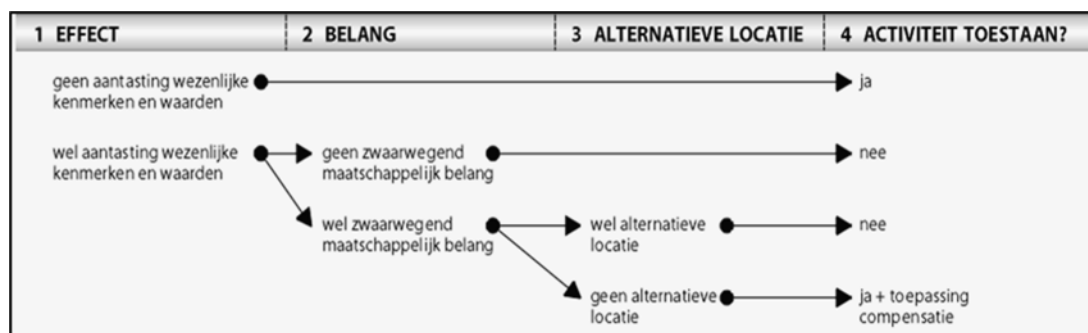 1 EFFECT
2 BELANG
3 ALTERNATIEVE LOCATIE
4 ACTIVITEIT TOESTAAN?
geen aantasting wezenlijke
kenmerken en waarden
ja
wel aantasting wezenlijke
kenmerken en waarden
geen zwaarwegend
maatschappelijk belang
nee
wel zwaarwegend
maatschappelijk belang
wel alternatieve
locatie
nee
geen alternatieve
locatie
ja + toepassing
compensatie